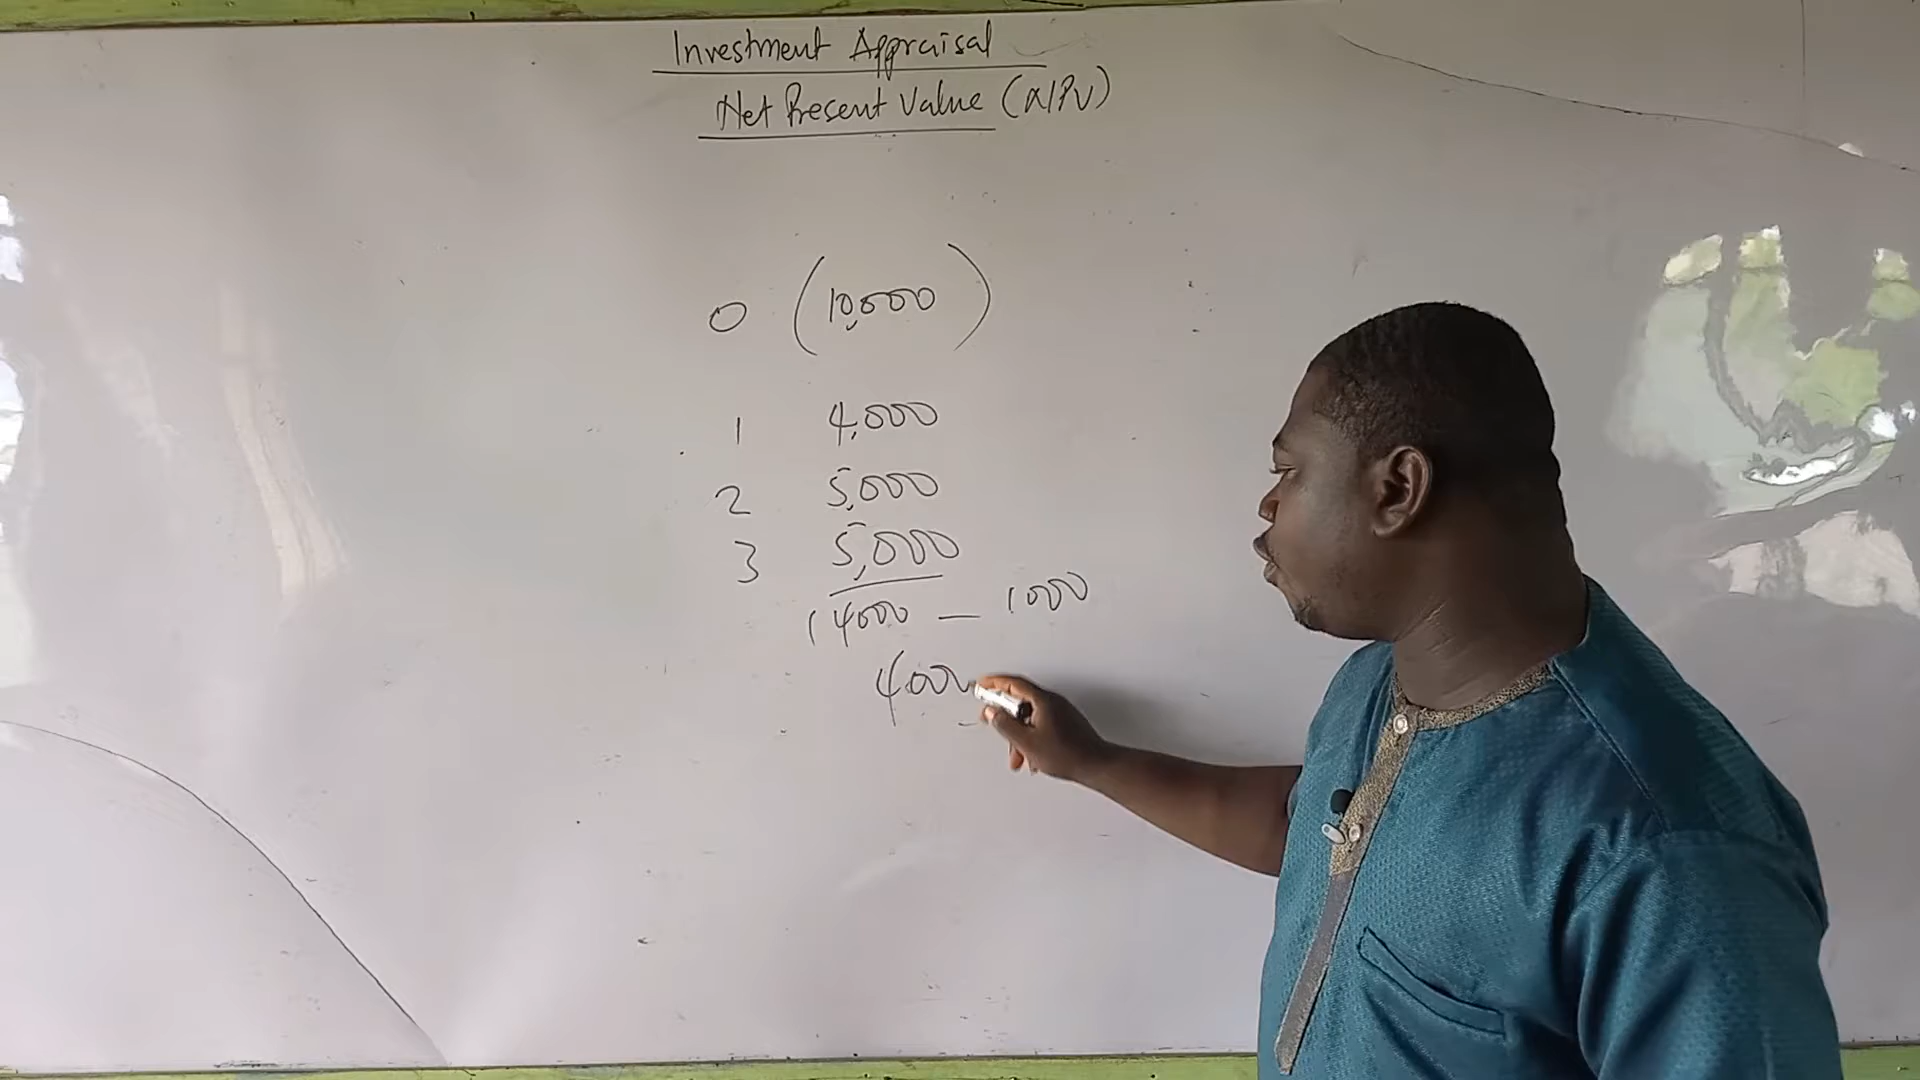 Investment Appraisal
Net Present Value (NPV)
0 (10,000)
1 4,000
2 5,000
3 5,000
14000 - 1000
4000